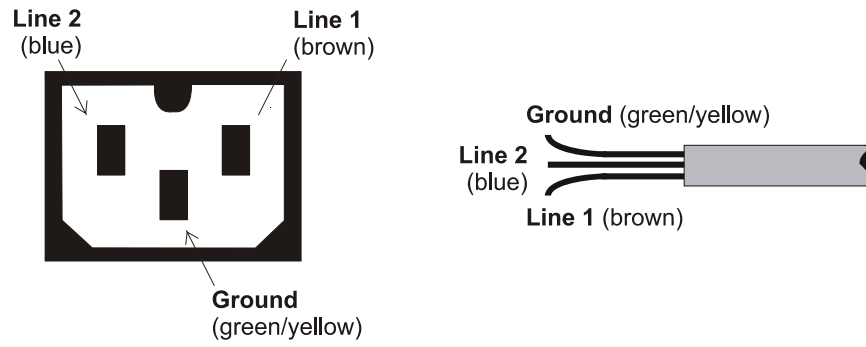 Line 2
(blue)
Line 1
(brown)
Ground
(green/yellow)
Ground (green/yellow)
Line 2
(blue)
Line 1 (brown)